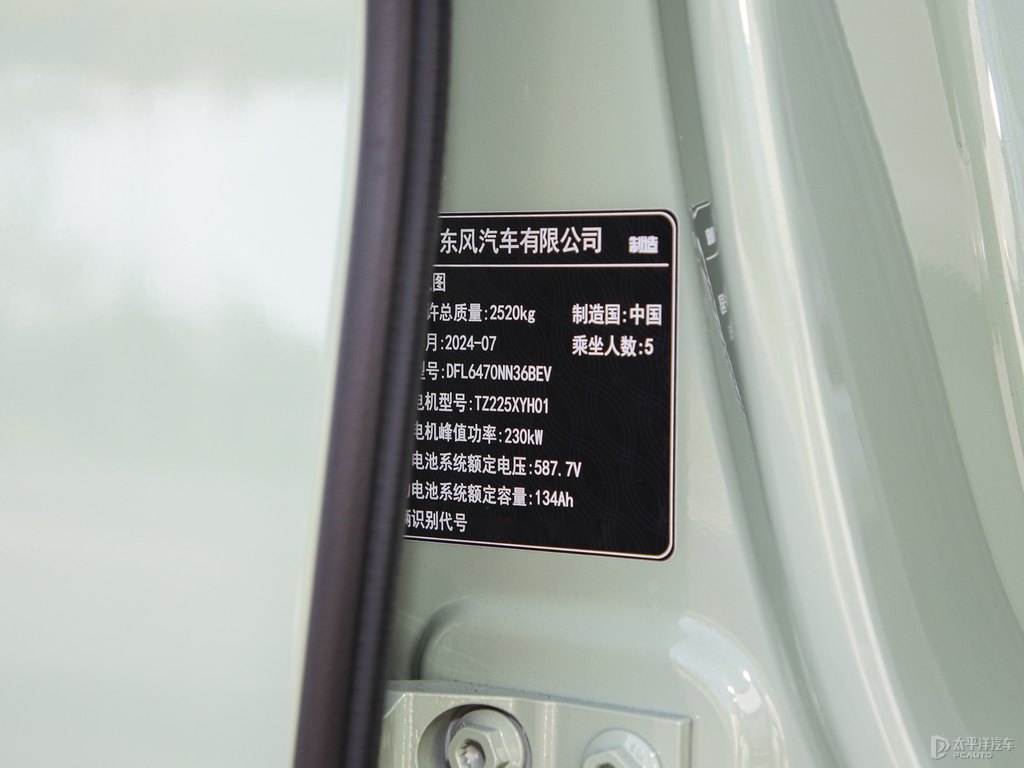 东风汽车有限公司 制造
图
许总质量:2520kg 制造国:中国
月:2024-07 乘坐人数:5
型号:DFL6470NN36BEV
电机型号:TZ225XYH01
电机峰值功率:230kW
电池系统额定电压:587.7V
电池系统额定容量:134Ah
辆识别代号
太平洋汽车
PCAUTO